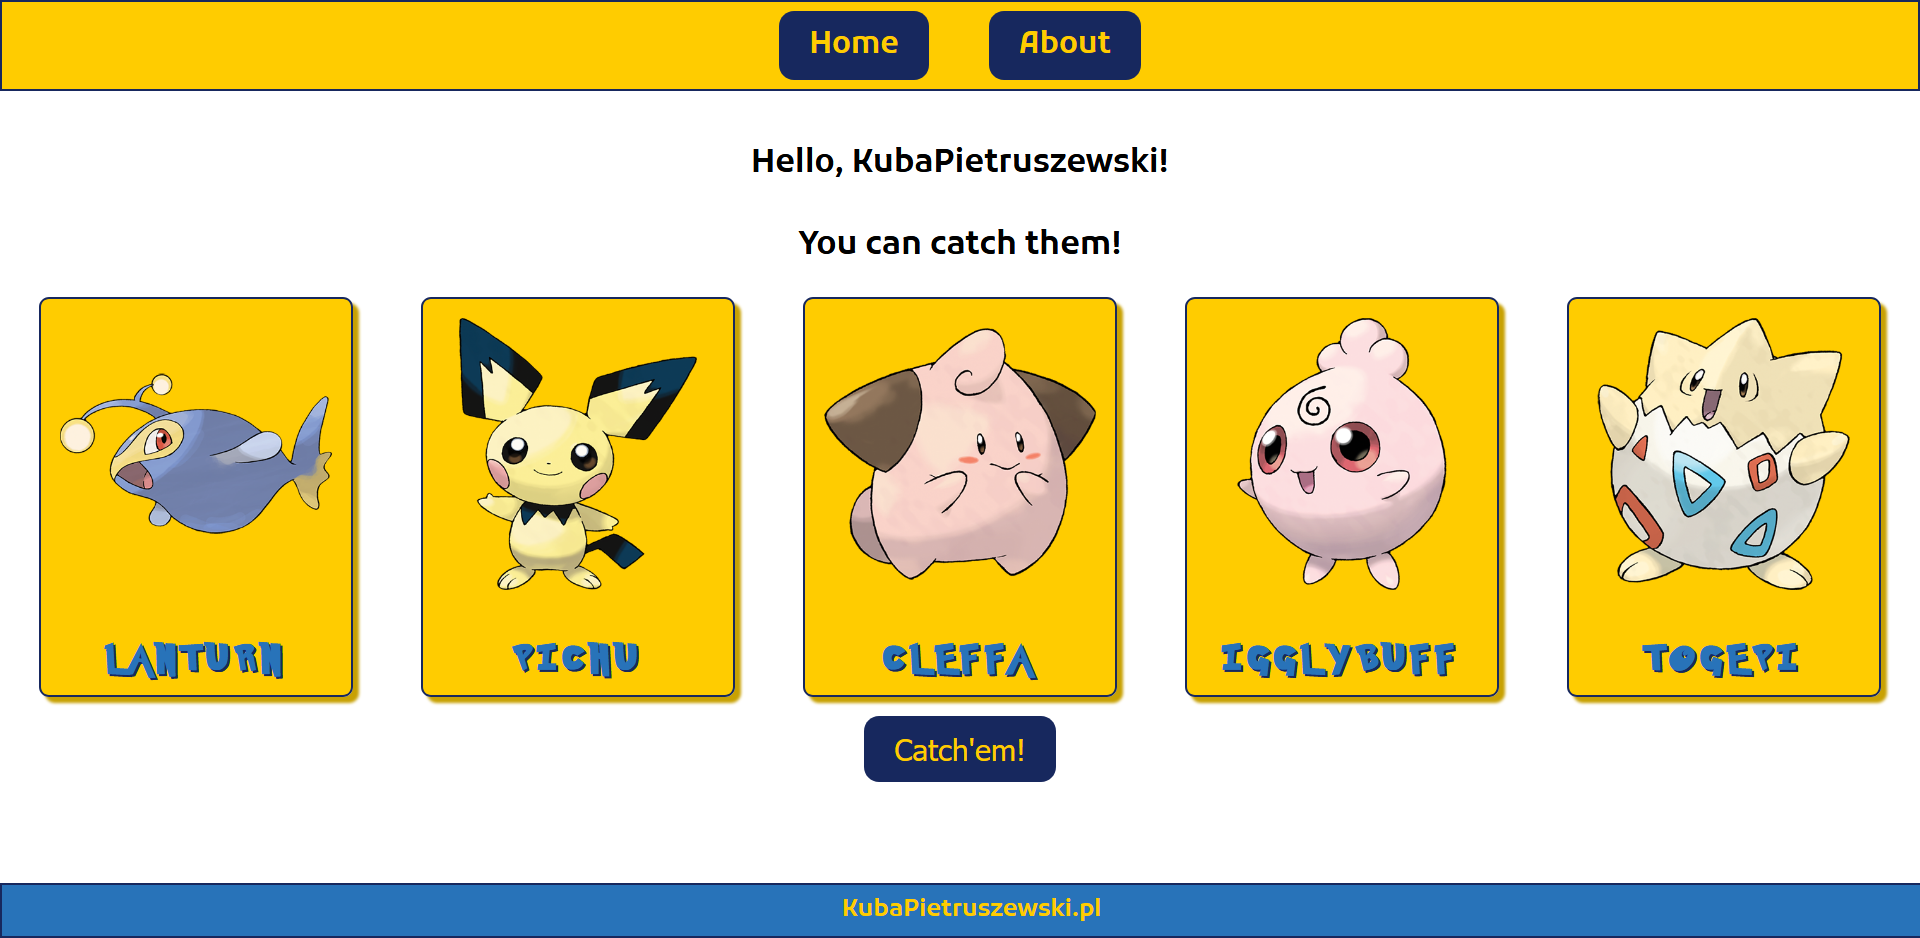 Home About
Hello, KubaPietruszewski!
You can catch them!
LANTURN PICHU CLEFFA IGGLYBUFF TOGEPI
Catch'em!
KubaPietruszewski.pl